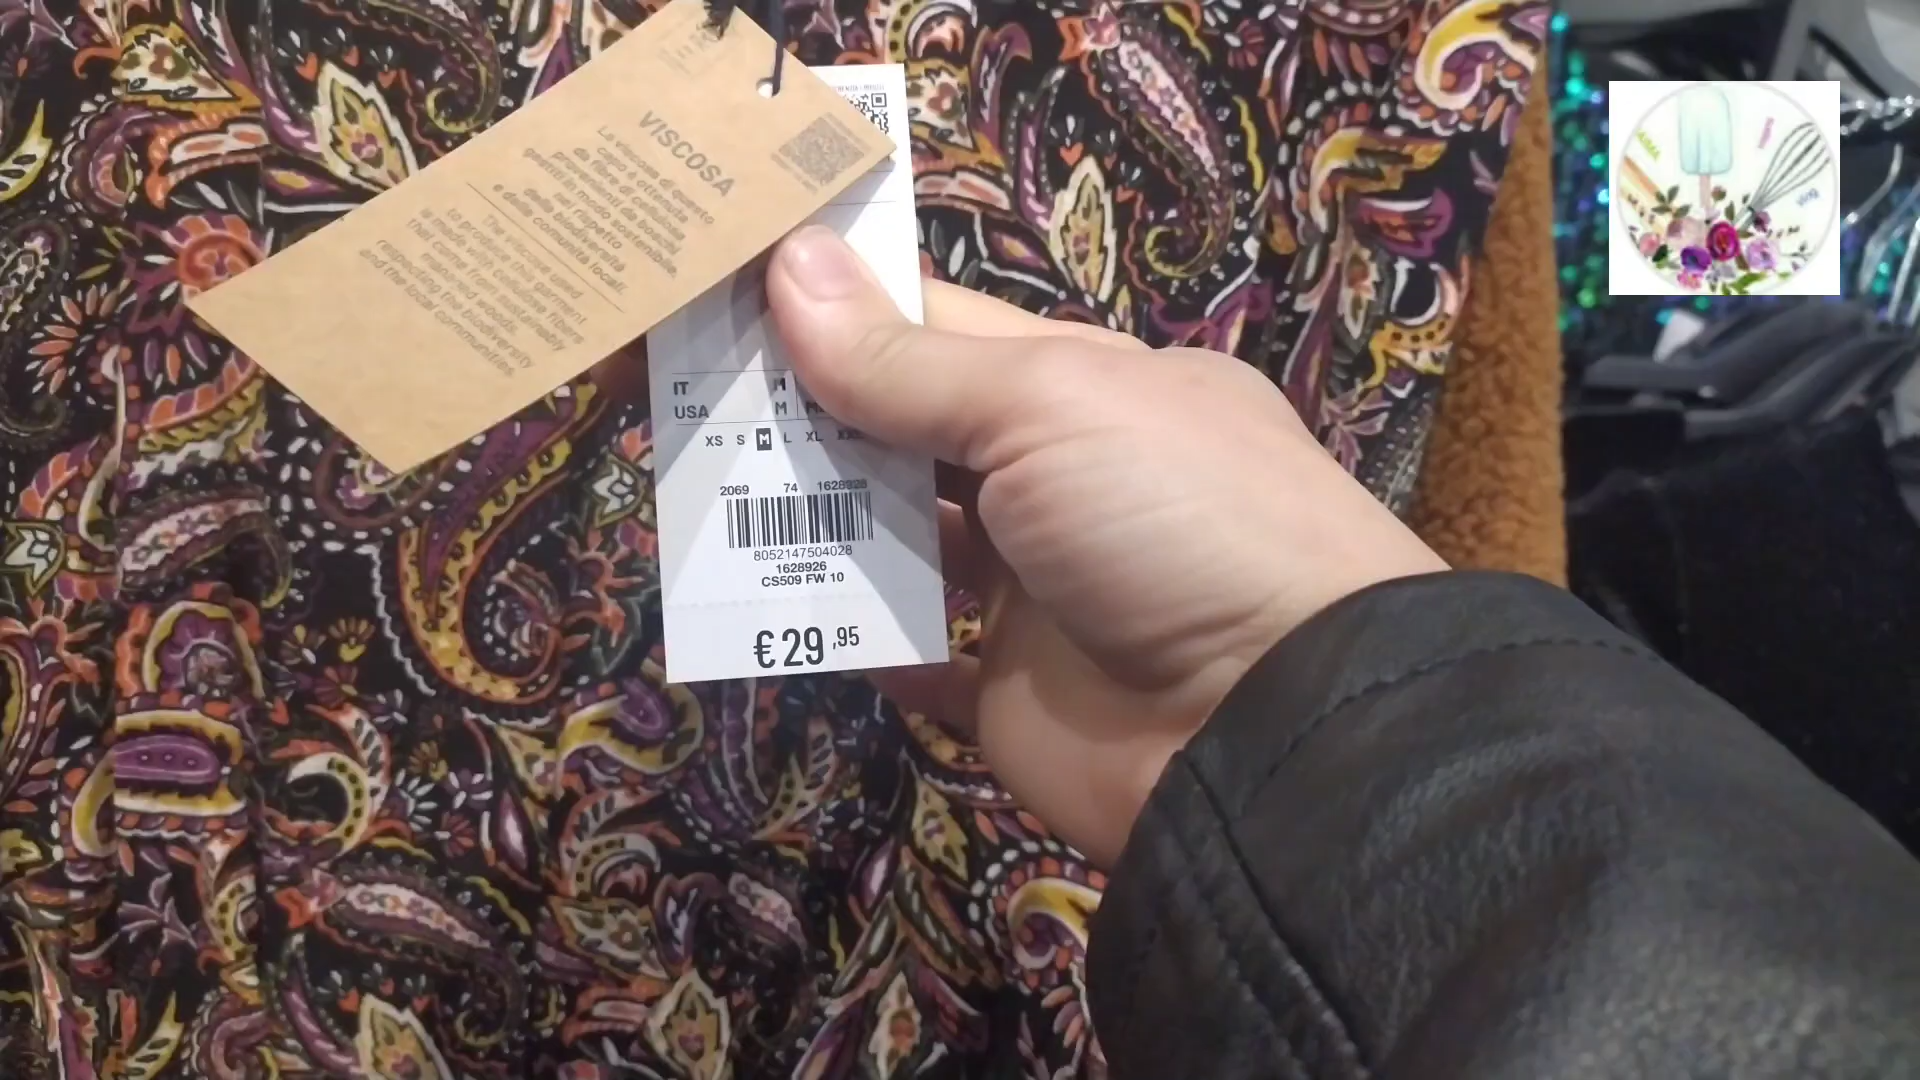 VISCOSA
La viscosa di questo
capo è ottenuta
da fibre di cellulosa
provenienti da boschi
gestiti in modo sostenibile,
nel rispetto
della biodiversità
e delle comunità locali.
The viscose used
to produce this garment
is made with cellulose fibers
that come from sustainably
managed woods,
respecting the biodiversity
and the local communities.
IT M
USA M
XS S M L XL
2069 74 1628928
8052147504028
1628926
CS509 FW 10
€ 29,95